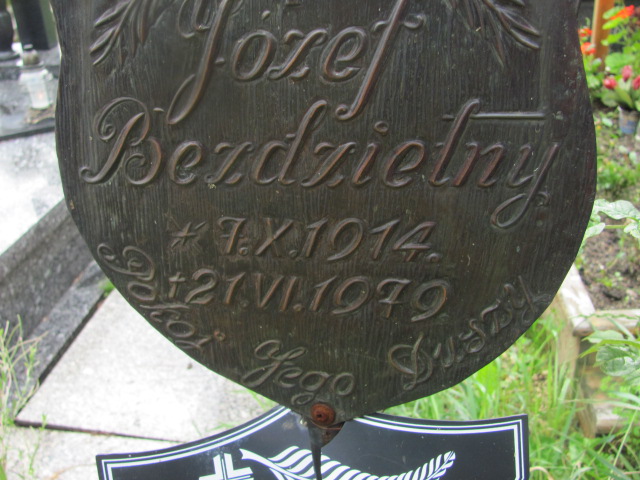 Józef
Bezdzielny
* 7.X.1914.
+ 21.VI.1979.
Pokój Jego Duszy